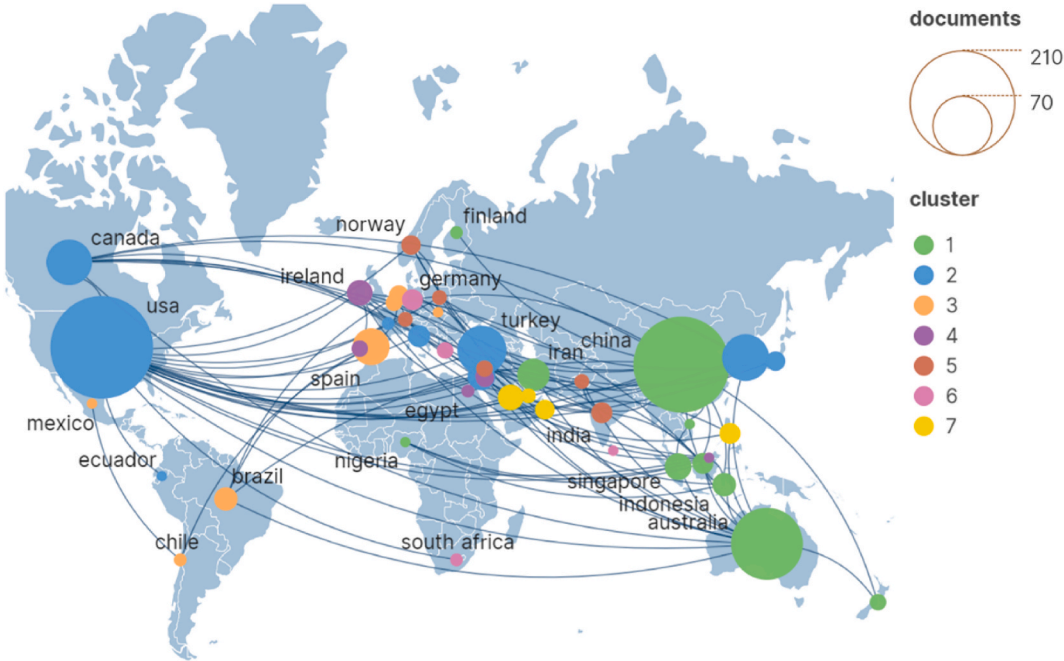 documents
210
70
cluster
1
2
3
4
5
6
7
canada
usa
mexico
ecuador
brazil
chile
norway
finland
ireland
germany
turkey
spain
iran
china
egypt
india
nigeria
singapore
indonesia
australia
south africa